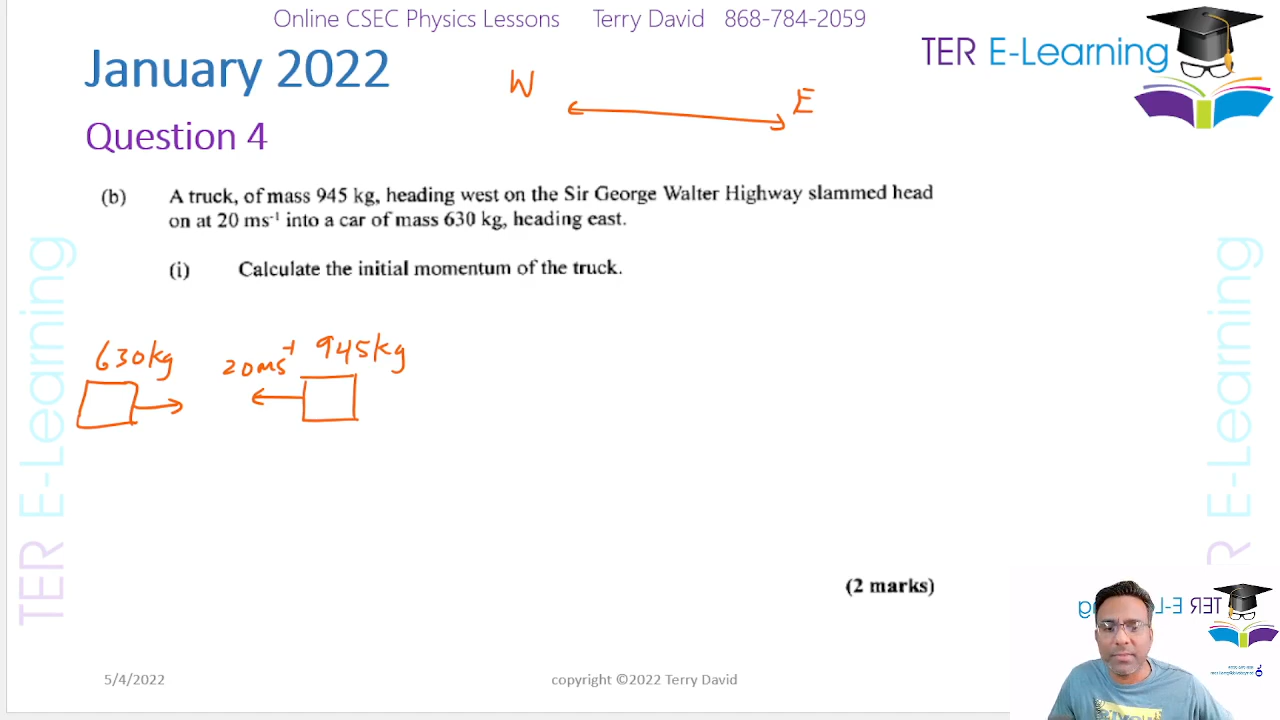 Online CSEC Physics Lessons Terry David 868-784-2059
TER E-Learning
January 2022
W
E
Question 4
(b) A truck, of mass 945 kg, heading west on the Sir George Walter Highway slammed head
on at 20 ms⁻¹ into a car of mass 630 kg, heading east.
(i) Calculate the initial momentum of the truck.
630kg
20ms⁻¹
945kg
TER E-Learning
TER E-Learning
(2 marks)
TER E-L
5/4/2022
copyright ©2022 Terry David